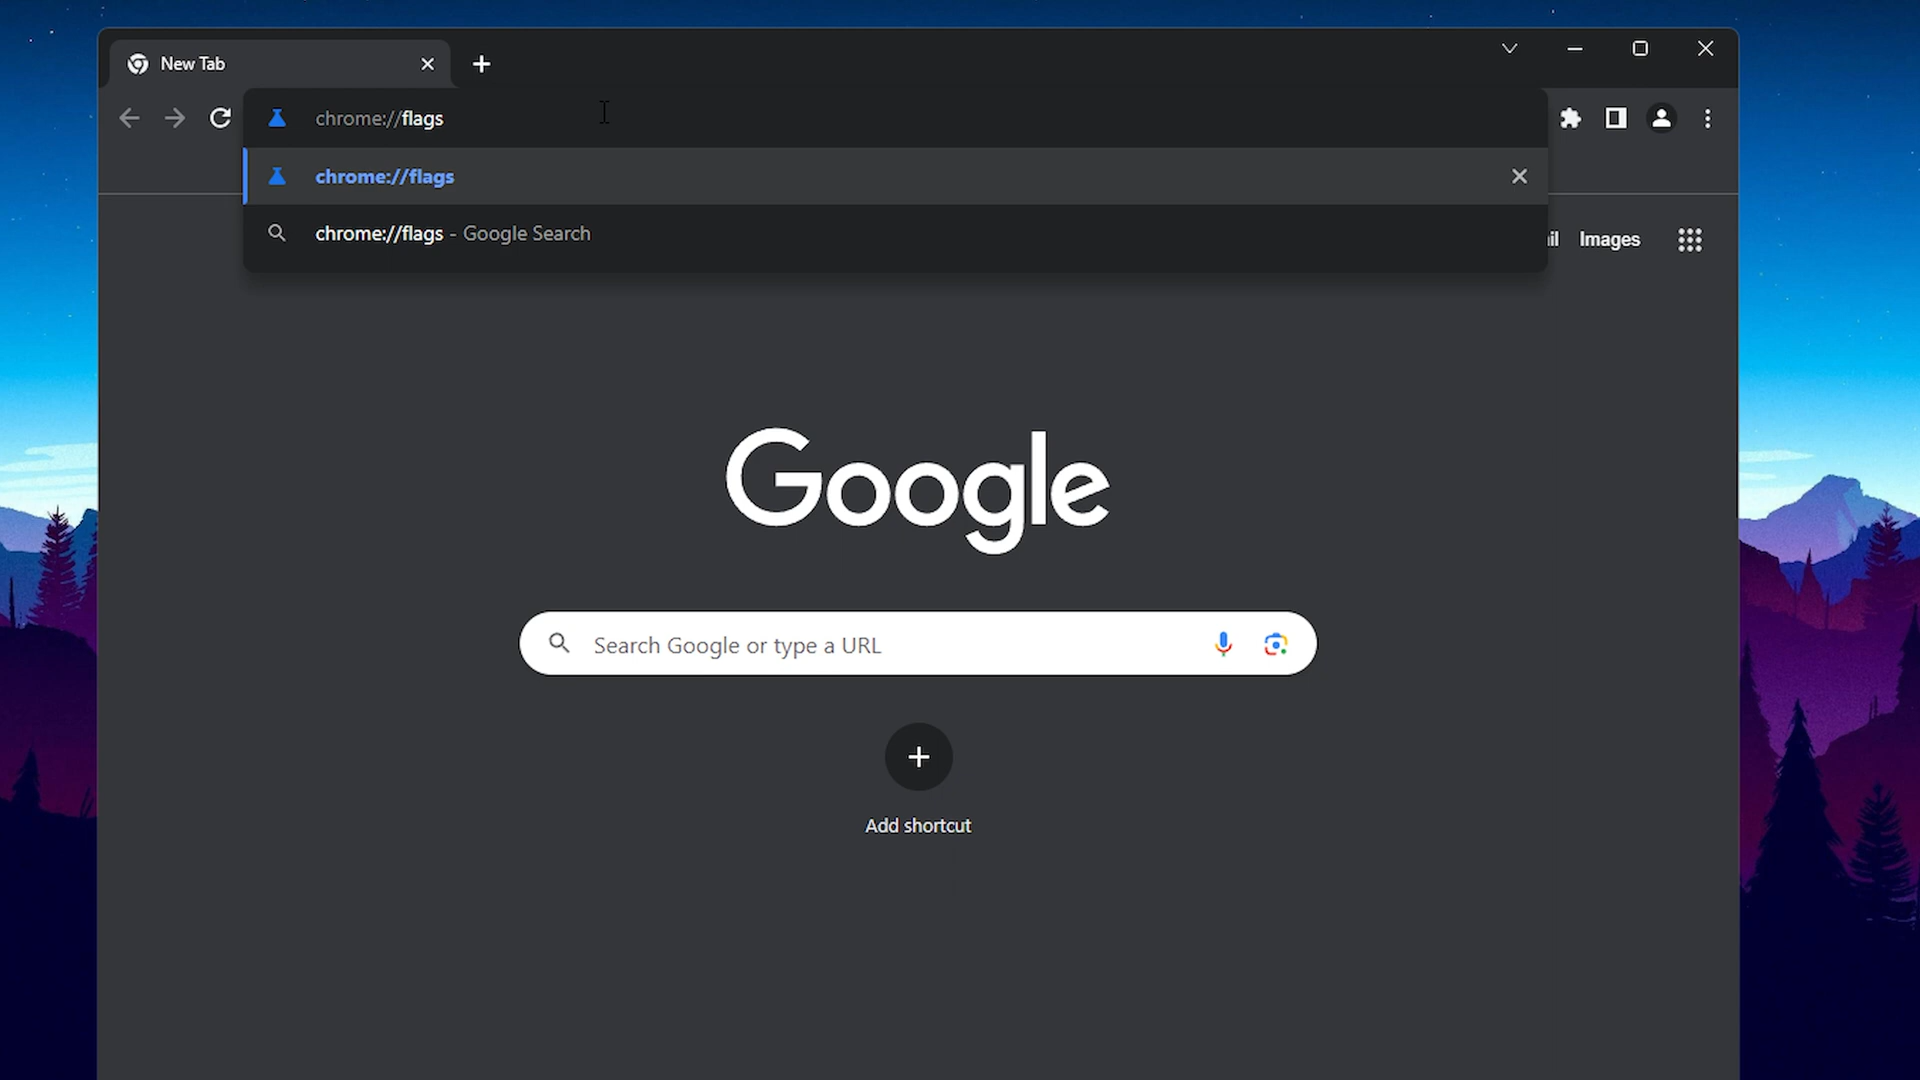 New Tab
chrome://flags
chrome://flags
chrome://flags - Google Search
il Images
Google
Search Google or type a URL
Add shortcut